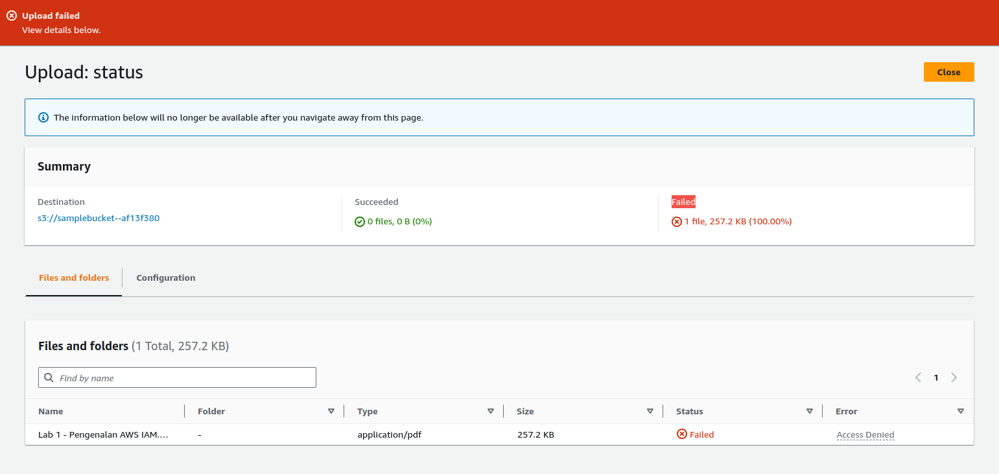 Upload failed
View details below.
Upload: status
Close
The information below will no longer be available after you navigate away from this page.
Summary
Destination
s3://samplebucket--af13f380
Succeeded
0 files, 0 B (0%)
Failed
1 file, 257.2 KB (100.00%)
Files and folders
Configuration
Files and folders (1 Total, 257.2 KB)
Find by name
1
Name Folder Type Size Status Error
Lab 1 - Pengenalan AWS IAM.... - application/pdf 257.2 KB Failed Access Denied